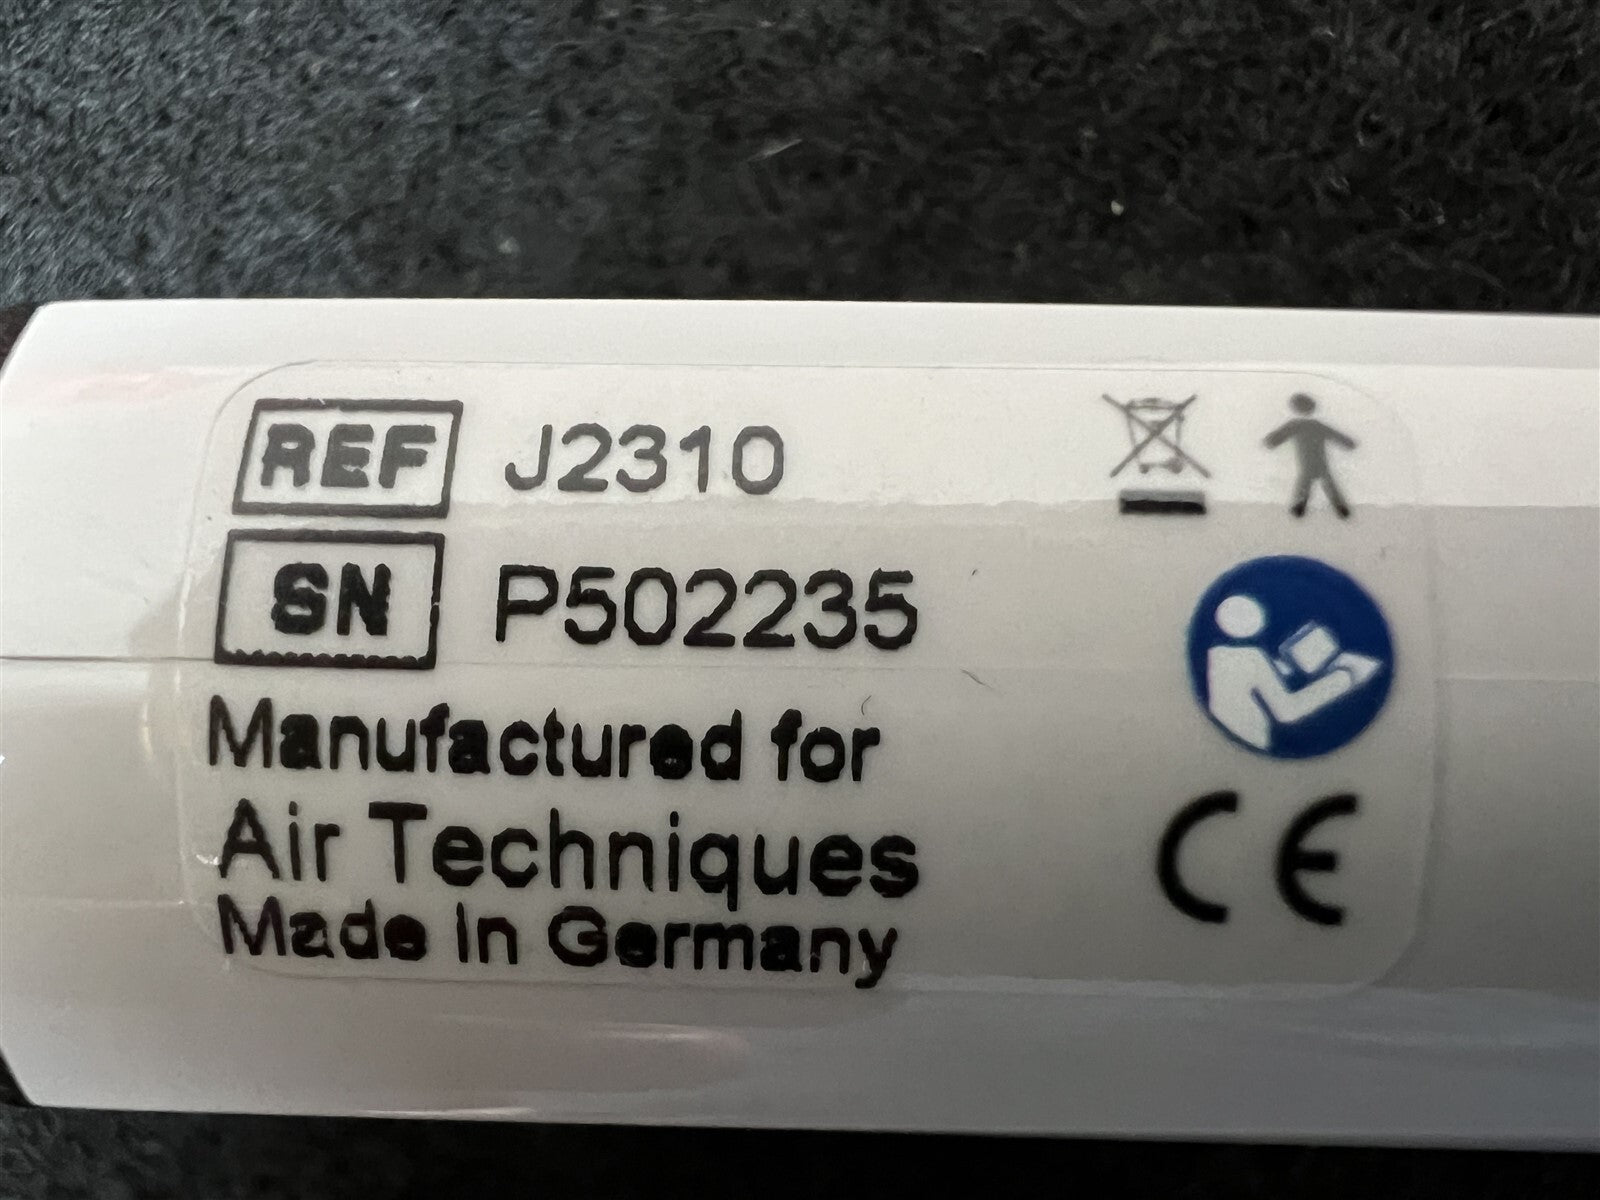 REF J2310
SN P502235
Manufactured for
Air Techniques
Made in Germany
CE